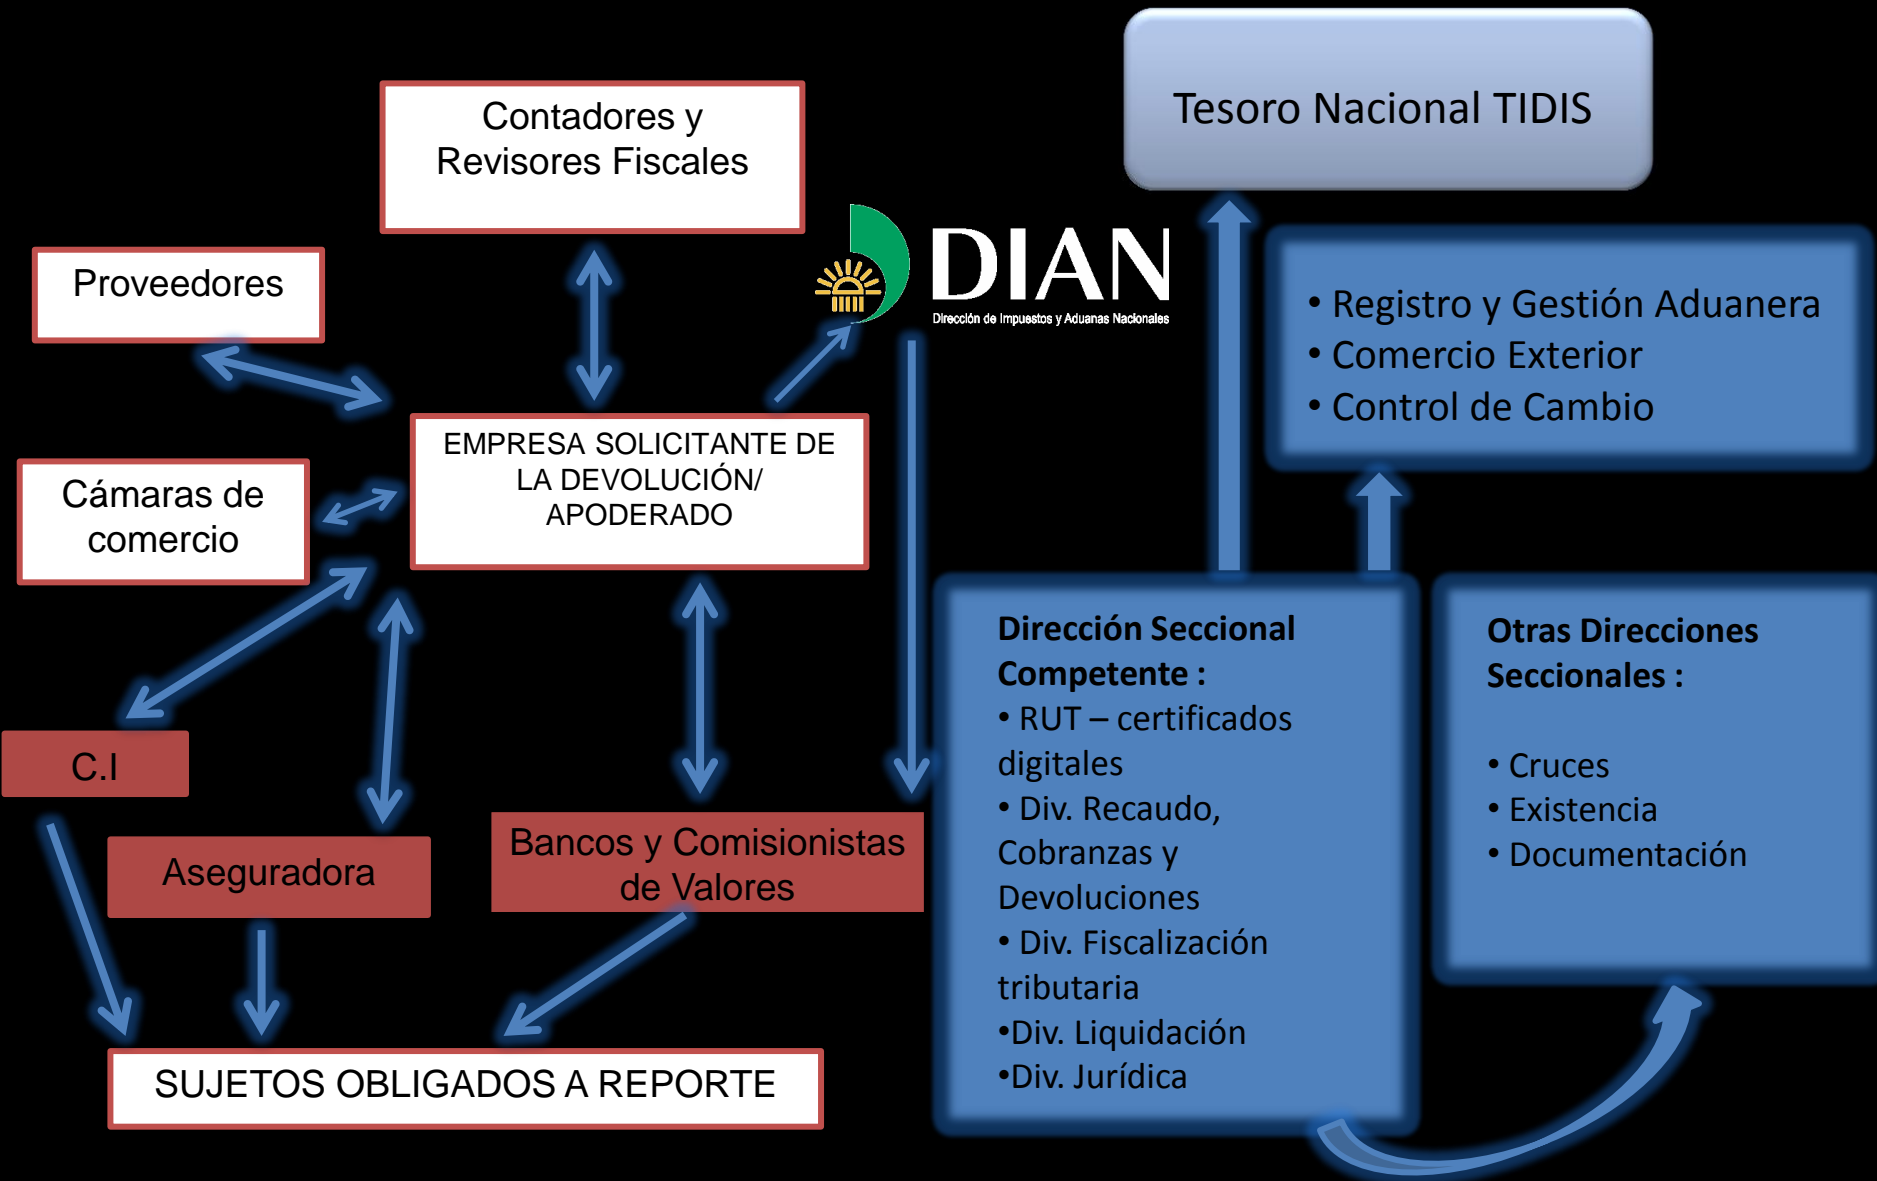 Tesoro Nacional TIDIS
Contadores y
Revisores Fiscales
DIAN
Dirección de Impuestos y Aduanas Nacionales
Proveedores
• Registro y Gestión Aduanera
• Comercio Exterior
• Control de Cambio
EMPRESA SOLICITANTE DE
LA DEVOLUCIÓN/
APODERADO
Cámaras de
comercio
C.I
Aseguradora
Bancos y Comisionistas
de Valores
SUJETOS OBLIGADOS A REPORTE
Dirección Seccional
Competente :
• RUT – certificados
digitales
• Div. Recaudo,
Cobranzas y
Devoluciones
• Div. Fiscalización
tributaria
•Div. Liquidación
•Div. Jurídica
Otras Direcciones
Seccionales :
• Cruces
• Existencia
• Documentación